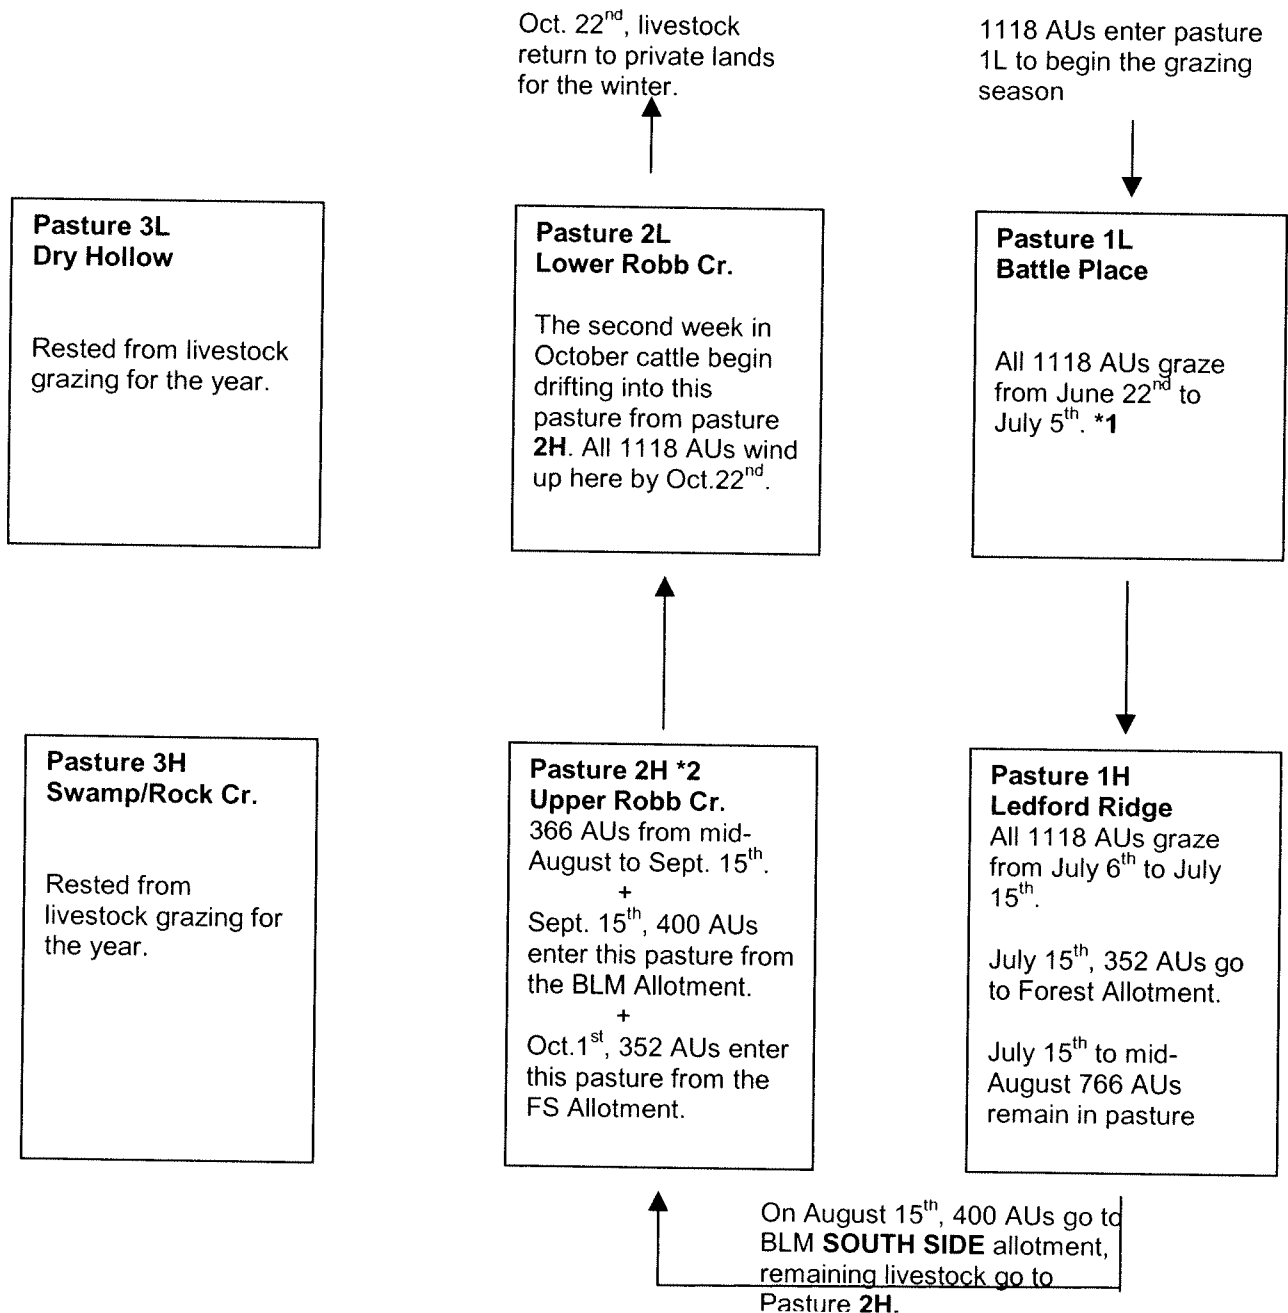 Oct. 22nd, livestock
return to private lands
for the winter.
1118 AUs enter pasture
1L to begin the grazing
season
Pasture 3L
Dry Hollow
Rested from livestock
grazing for the year.
Pasture 2L
Lower Robb Cr.
The second week in
October cattle begin
drifting into this
pasture from pasture
2H. All 1118 AUs wind
up here by Oct.22nd.
Pasture 1L
Battle Place
All 1118 AUs graze
from June 22nd to
July 5th. *1
Pasture 3H
Swamp/Rock Cr.
Rested from
livestock grazing for
the year.
Pasture 2H *2
Upper Robb Cr.
366 AUs from mid-
August to Sept. 15th.
+
Sept. 15th, 400 AUs
enter this pasture from
the BLM Allotment.
+
Oct.1st, 352 AUs enter
this pasture from the
FS Allotment.
Pasture 1H
Ledford Ridge
All 1118 AUs graze
from July 6th to July
15th.
July 15th, 352 AUs go
to Forest Allotment.
July 15th to mid-
August 766 AUs
remain in pasture
On August 15th, 400 AUs go to
BLM SOUTH SIDE allotment,
remaining livestock go to
Pasture 2H.